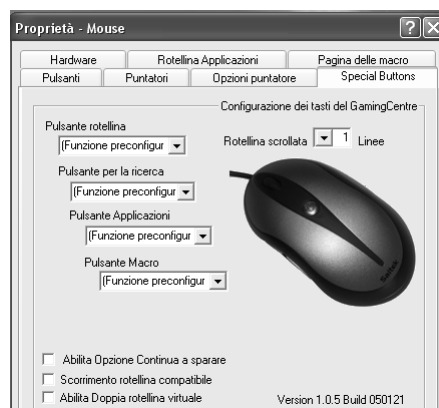 Proprietà - Mouse
Hardware Rotellina Applicazioni Pagina delle macro
Pulsanti Puntatori Opzioni puntatore Special Buttons
Configurazione dei tasti del GamingCentre
Pulsante rotellina
(Funzione preconfigur
Rotellina scrollata 1 Linee
Pulsante per la ricerca
(Funzione preconfigur
Pulsante Applicazioni
(Funzione preconfigur
Pulsante Macro
(Funzione preconfigur
Saitek
Abilita Opzione Continua a sparare
Scorrimento rotellina compatibile
Abilita Doppia rotellina virtuale
Version 1.0.5 Build 050121